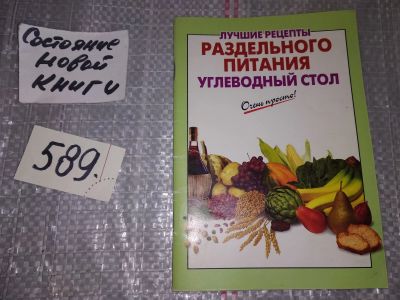 Состояние
новой
книги
589.
ЛУЧШИЕ РЕЦЕПТЫ
РАЗДЕЛЬНОГО
ПИТАНИЯ
УГЛЕВОДНЫЙ СТОЛ
Очень просто!